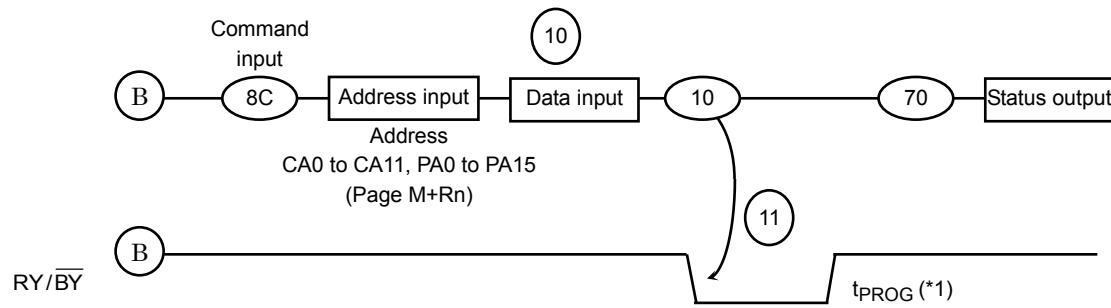 Command
input
10
B
8C
Address input
Data input
10
70
Status output
Address
CA0 to CA11, PA0 to PA15
(Page M+Rn)
11
B
RY/BY
tPROG (*1)